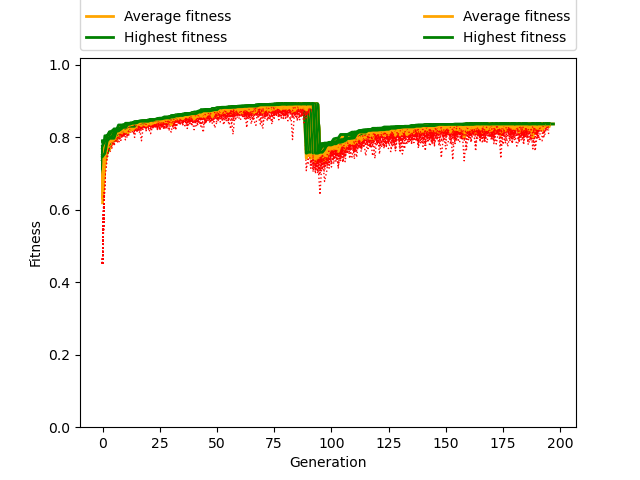 Average fitness Average fitness
Highest fitness Highest fitness
1.0
0.8
0.6
0.4
0.2
0.0
Fitness
0 25 50 75 100 125 150 175 200
Generation